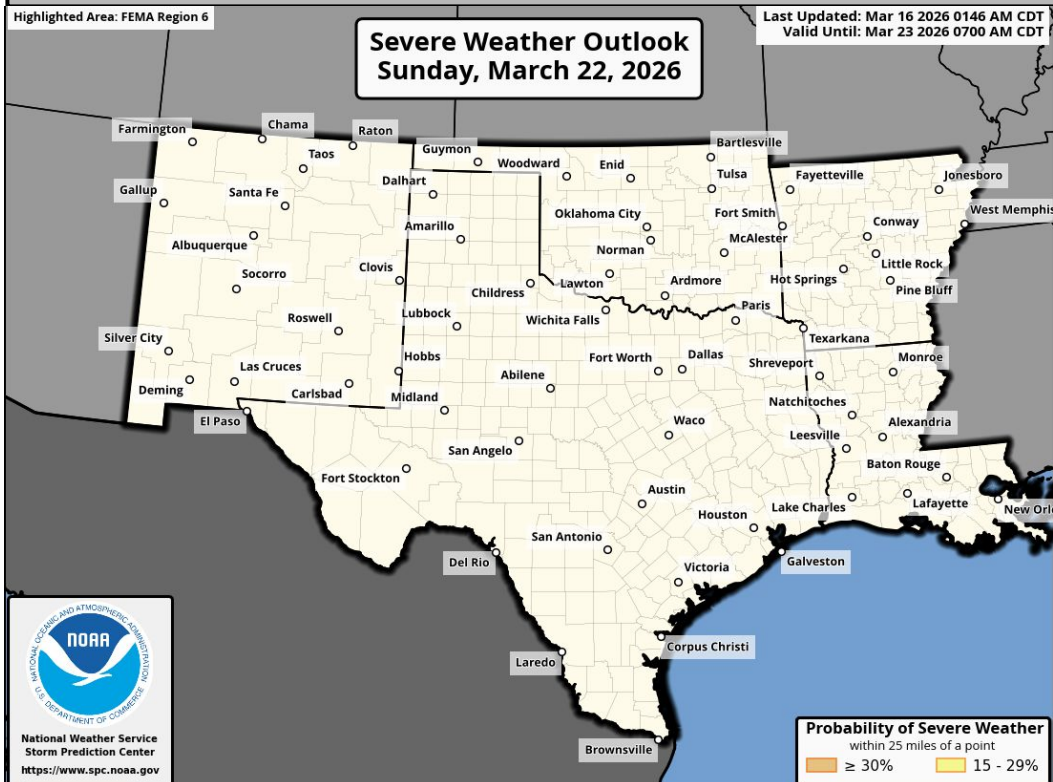 Highlighted Area: FEMA Region 6
Last Updated: Mar 16 2026 0146 AM CDT
Valid Until: Mar 23 2026 0700 AM CDT
Severe Weather Outlook
Sunday, March 22, 2026
Farmington
Chama
Raton
Taos
Guymon
Woodward
Enid
Bartlesville
Tulsa
Fayetteville
Jonesboro
Gallup
Santa Fe
Dalhart
Oklahoma City
Fort Smith
Conway
West Memphis
Albuquerque
Amarillo
Norman
McAlester
Little Rock
Socorro
Clovis
Childress
Lawton
Ardmore
Hot Springs
Pine Bluff
Roswell
Lubbock
Wichita Falls
Paris
Texarkana
Silver City
Hobbs
Fort Worth
Dallas
Shreveport
Monroe
Deming
Las Cruces
Carlsbad
Midland
Abilene
Natchitoches
El Paso
San Angelo
Waco
Leesville
Alexandria
Fort Stockton
Baton Rouge
Austin
Houston
Lake Charles
Lafayette
New Orl
Del Rio
San Antonio
Galveston
Victoria
Laredo
Corpus Christi
Brownsville
NATIONAL OCEANIC AND ATMOSPHERIC ADMINISTRATION
NOAA
U.S. DEPARTMENT OF COMMERCE
National Weather Service
Storm Prediction Center
https://www.spc.noaa.gov
Probability of Severe Weather
within 25 miles of a point
≥ 30%
15 - 29%